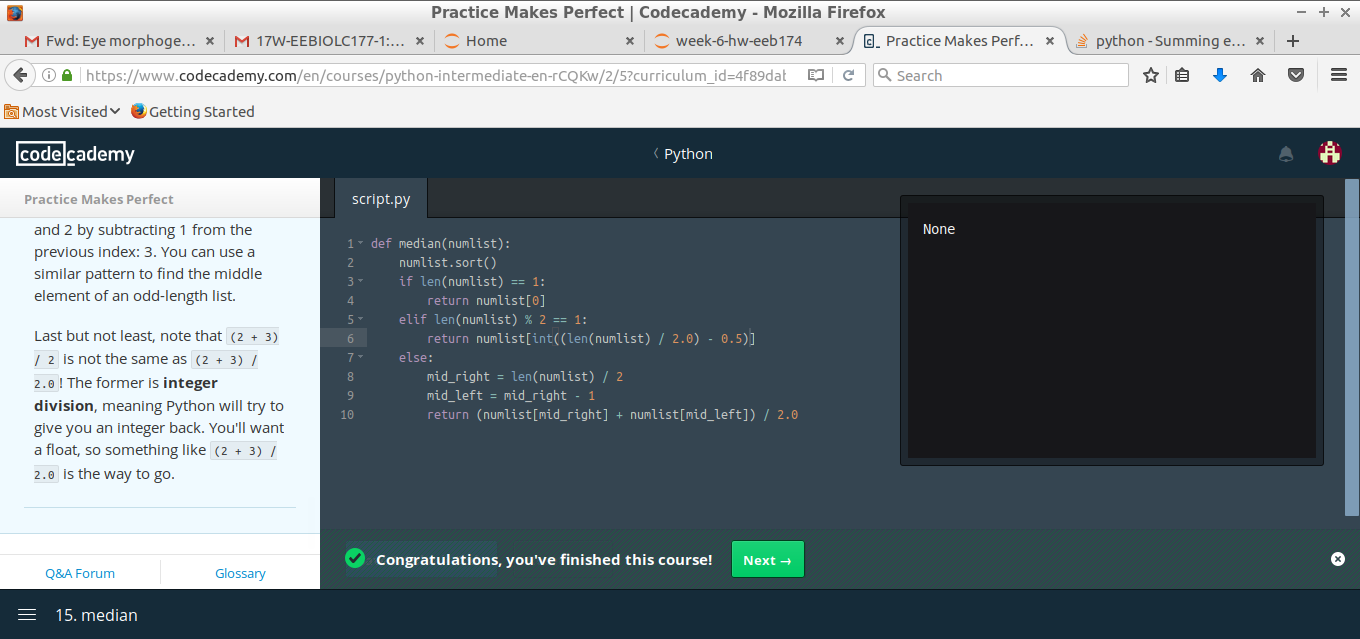 Practice Makes Perfect | Codecademy - Mozilla Firefox
Fwd: Eye morphoge... × 17W-EEBIOLC177-1:... × Home × week-6-hw-eeb174 × Practice Makes Perf... × python - Summing e... ×
https://www.codecademy.com/en/courses/python-intermediate-en-rCQKw/2/5?curriculum_id=4f89dab Search
Most Visited Getting Started
codecademy
Python
Practice Makes Perfect
and 2 by subtracting 1 from the
previous index: 3. You can use a
similar pattern to find the middle
element of an odd-length list.
Last but not least, note that (2 + 3)
/ 2 is not the same as (2 + 3) /
2.0! The former is integer
division, meaning Python will try to
give you an integer back. You'll want
a float, so something like (2 + 3) /
2.0 is the way to go.
Q&A Forum Glossary
script.py
1 def median(numlist):
2 numlist.sort()
3 if len(numlist) == 1:
4 return numlist[0]
5 elif len(numlist) % 2 == 1:
6 return numlist[int((len(numlist) / 2.0) - 0.5)]
7 else:
8 mid_right = len(numlist) / 2
9 mid_left = mid_right - 1
10 return (numlist[mid_right] + numlist[mid_left]) / 2.0
None
Congratulations, you've finished this course! Next →
15. median